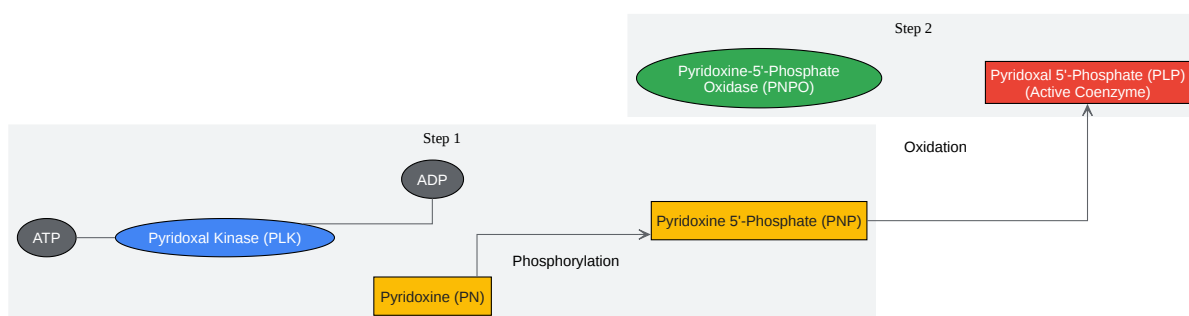 Step 2
Pyridoxine-5'-Phosphate
Oxidase (PNPO)
Pyridoxal 5'-Phosphate (PLP)
(Active Coenzyme)
Step 1
Oxidation
ADP
ATP
Pyridoxal Kinase (PLK)
Pyridoxine 5'-Phosphate (PNP)
Phosphorylation
Pyridoxine (PN)